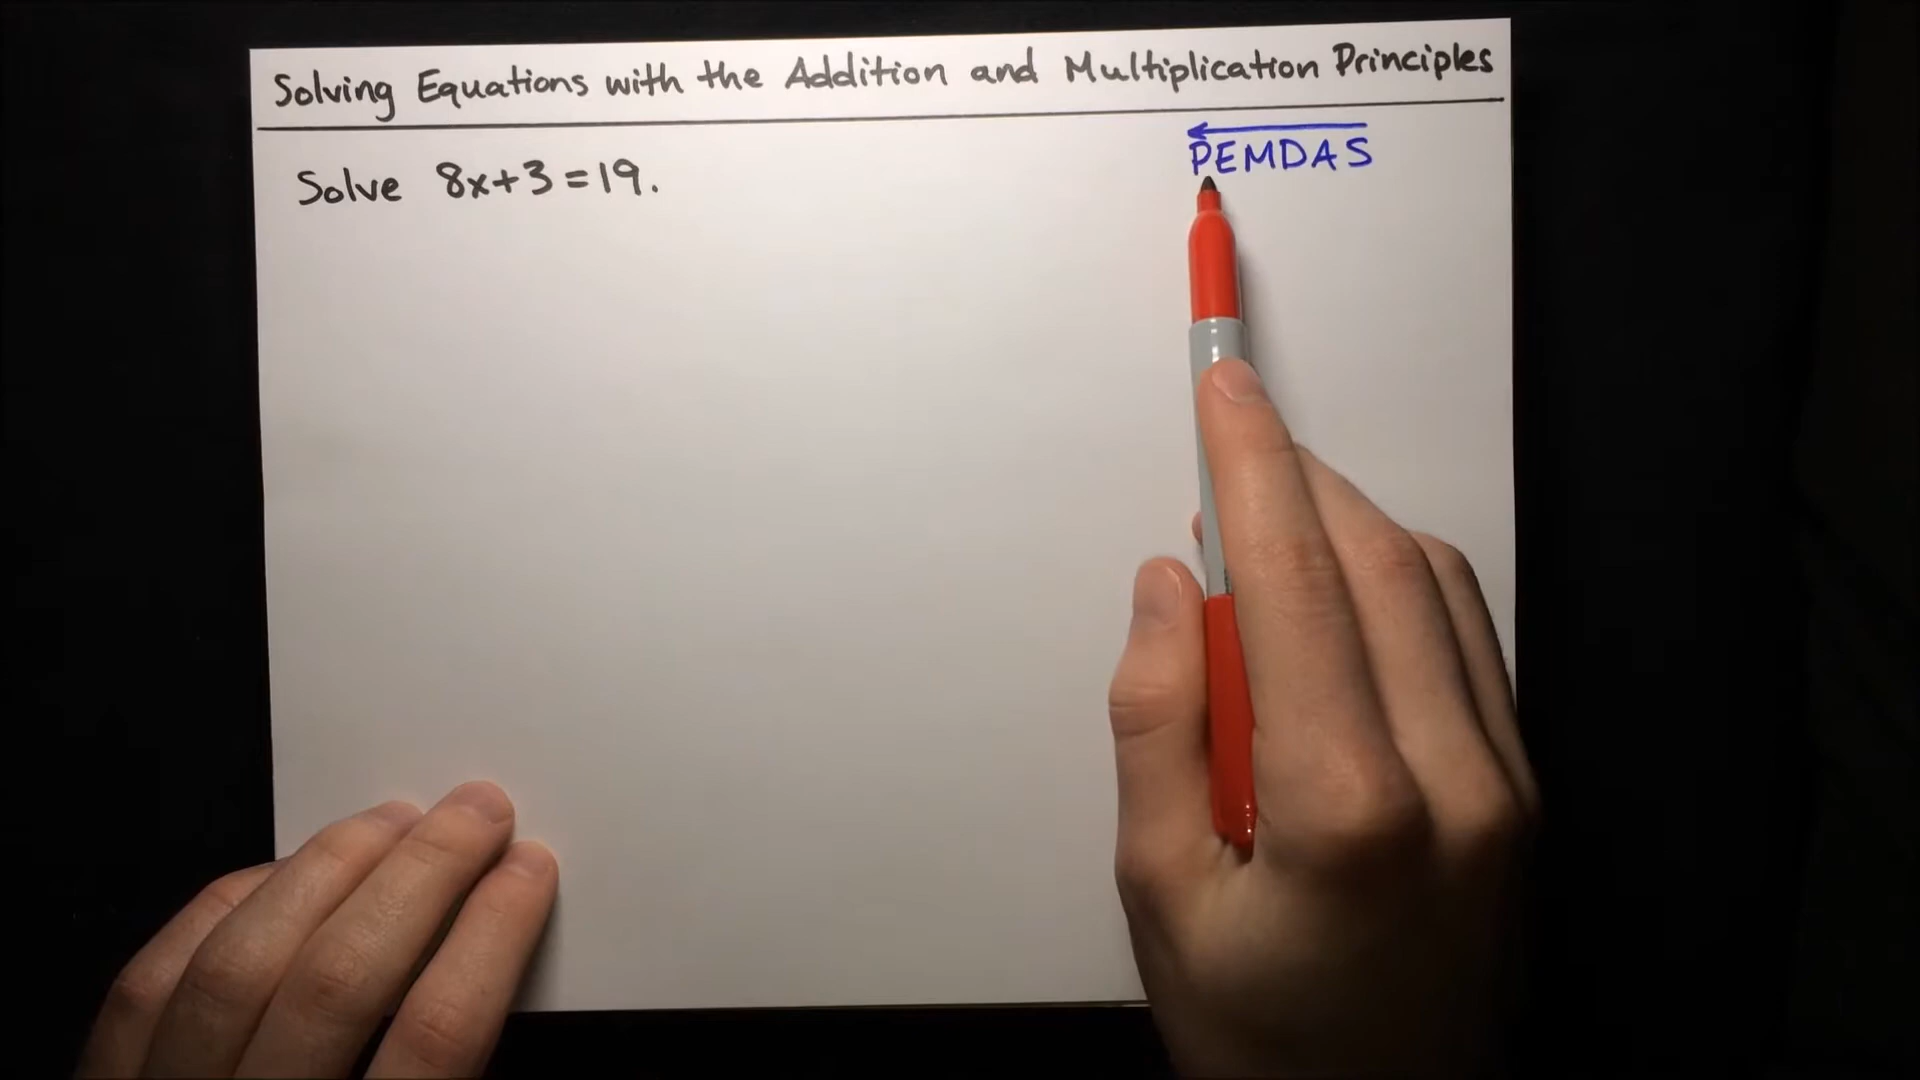 Solving Equations with the Addition and Multiplication Principles
Solve 8x+3=19.
PEMDAS